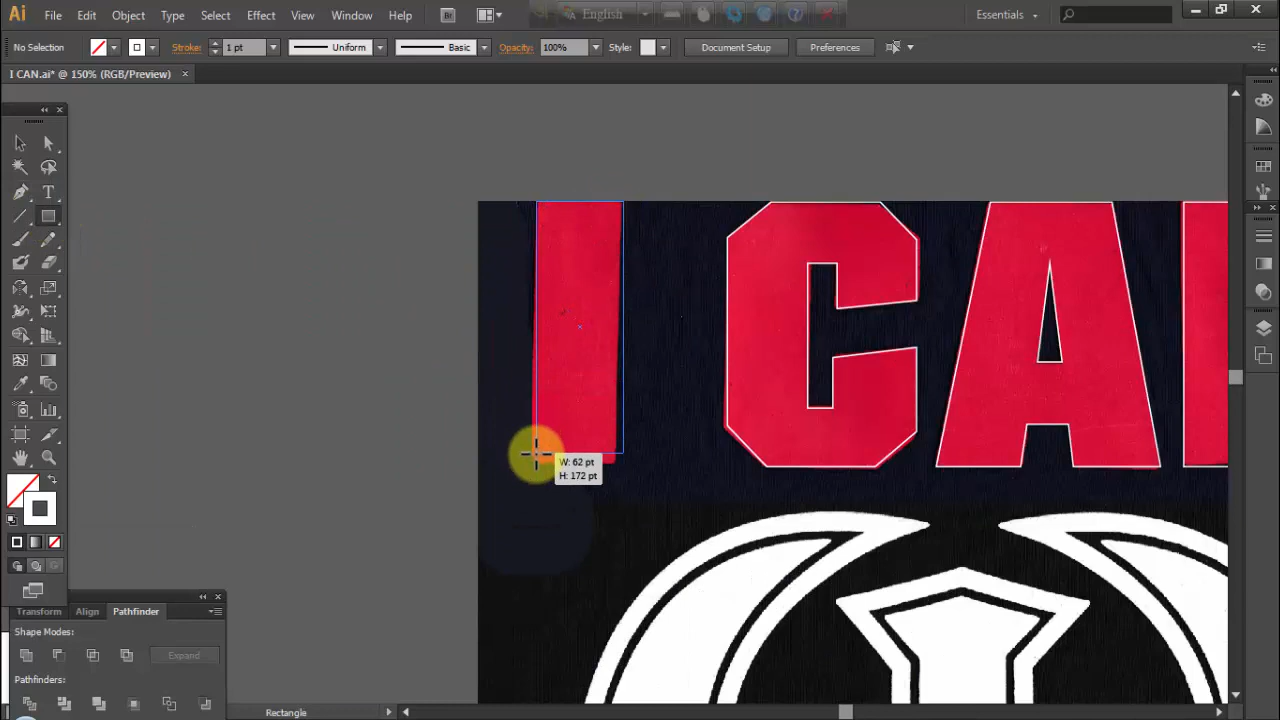 Ai File Edit Object Type Select Effect View Window Help Br English Essentials
No Selection Stroke: 1 pt Uniform Basic Opacity: 100% Style: Document Setup Preferences
I CAN.ai* @ 150% (RGB/Preview)
I CA
W: 62 pt
H: 172 pt
Transform Align Pathfinder
Shape Modes:
Expand
Pathfinders:
Rectangle